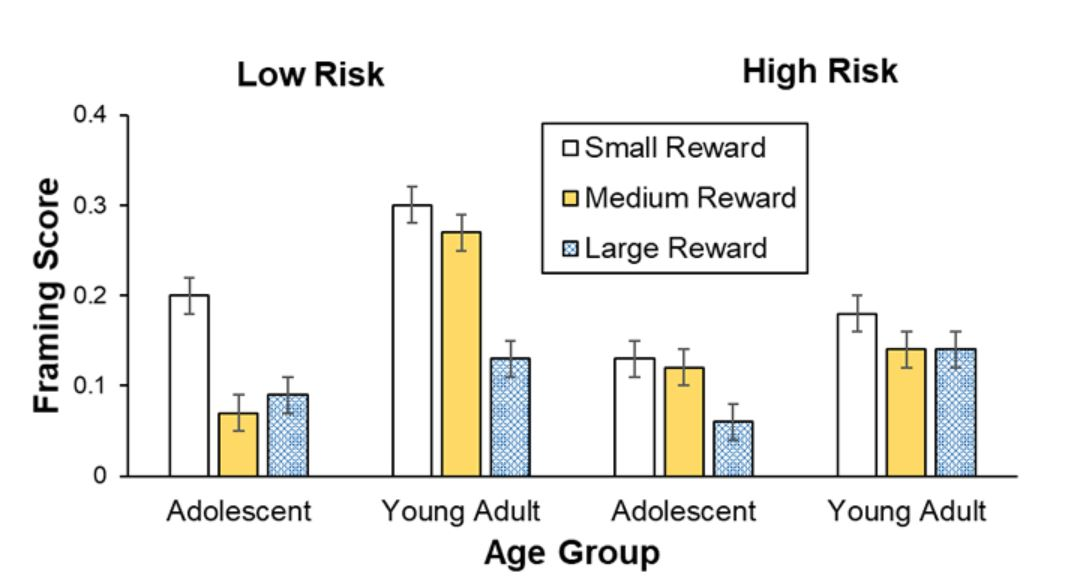 Low Risk
High Risk
0.4
0.3
0.2
0.1
0
Framing Score
Small Reward
Medium Reward
Large Reward
Adolescent
Young Adult
Adolescent
Young Adult
Age Group